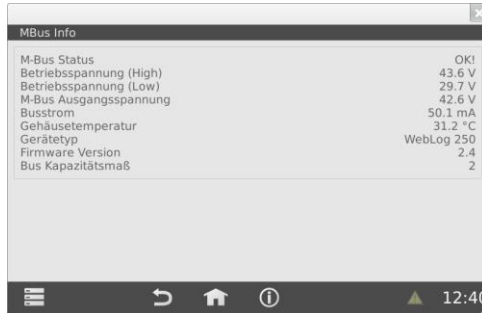 MBus Info
M-Bus Status OK!
Betriebsspannung (High) 43.6 V
Betriebsspannung (Low) 29.7 V
M-Bus Ausgangsspannung 42.6 V
Busstrom 50.1 mA
Gehäusetemperatur 31.2 °C
Gerätetyp WebLog 250
Firmware Version 2.4
Bus Kapazitätsmaß 2
12:40